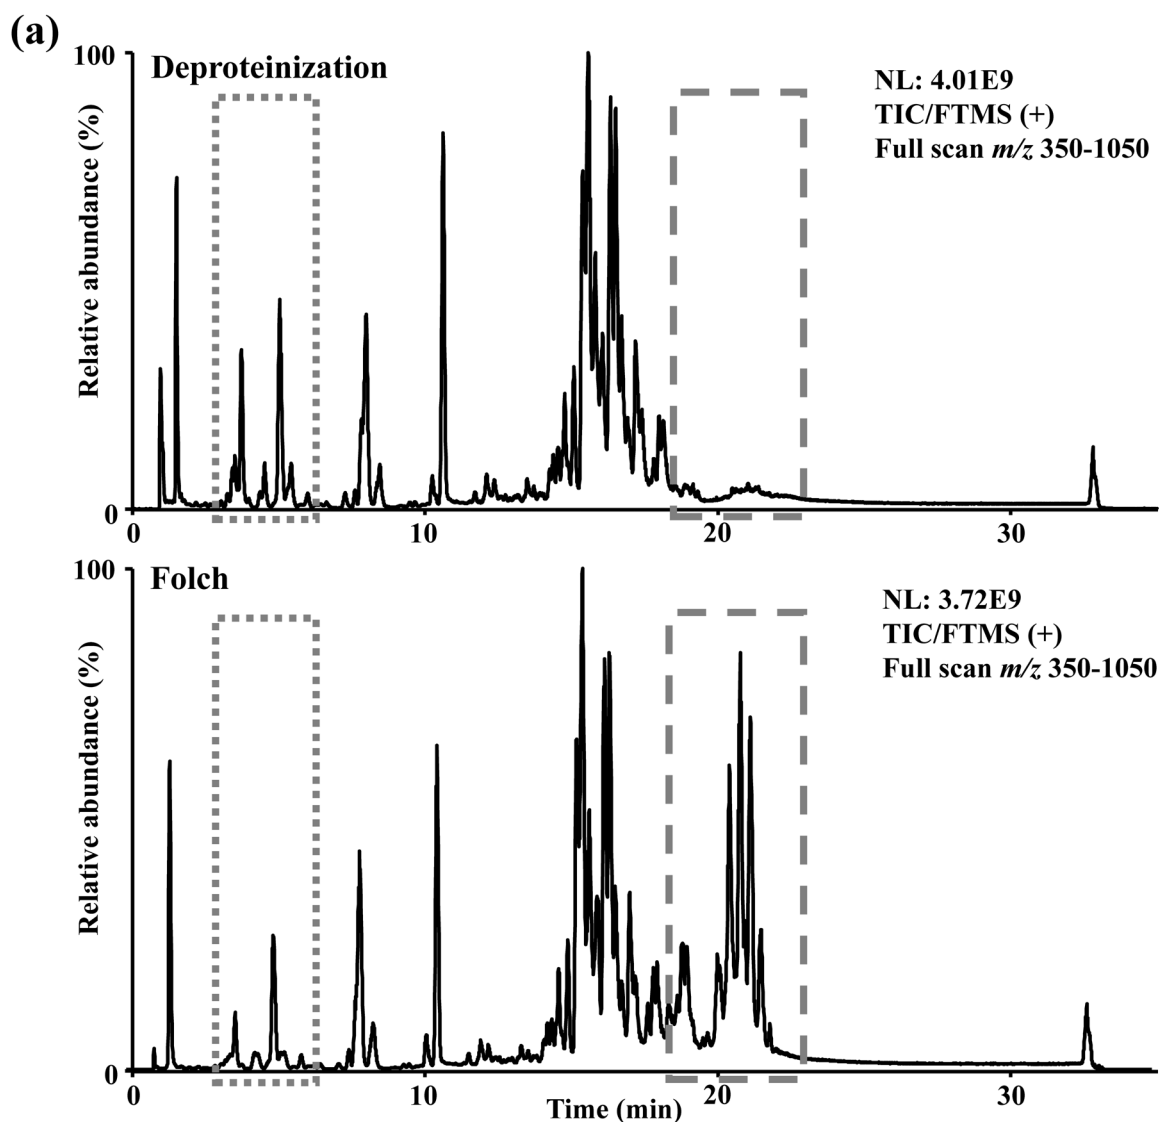 (a)
100
Deproteinization
NL: 4.01E9
TIC/FTMS (+)
Full scan m/z 350-1050
Relative abundance (%)
0
0 10 20 30
100
Folch
NL: 3.72E9
TIC/FTMS (+)
Full scan m/z 350-1050
Relative abundance (%)
0
0 10 20 30
Time (min)